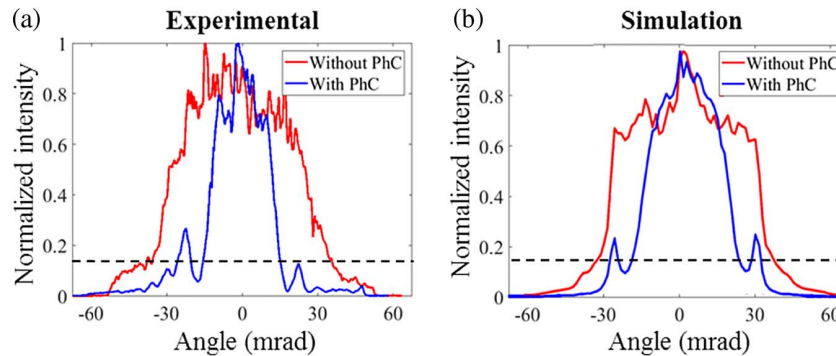 (a)
Experimental
Normalized intensity
1
0.8
0.6
0.4
0.2
0
Without PhC
With PhC
-60
-30
0
30
60
Angle (mrad)
(b)
Simulation
Normalized intensity
1
0.8
0.6
0.4
0.2
0
Without PhC
With PhC
-60
-30
0
30
60
Angle (mrad)